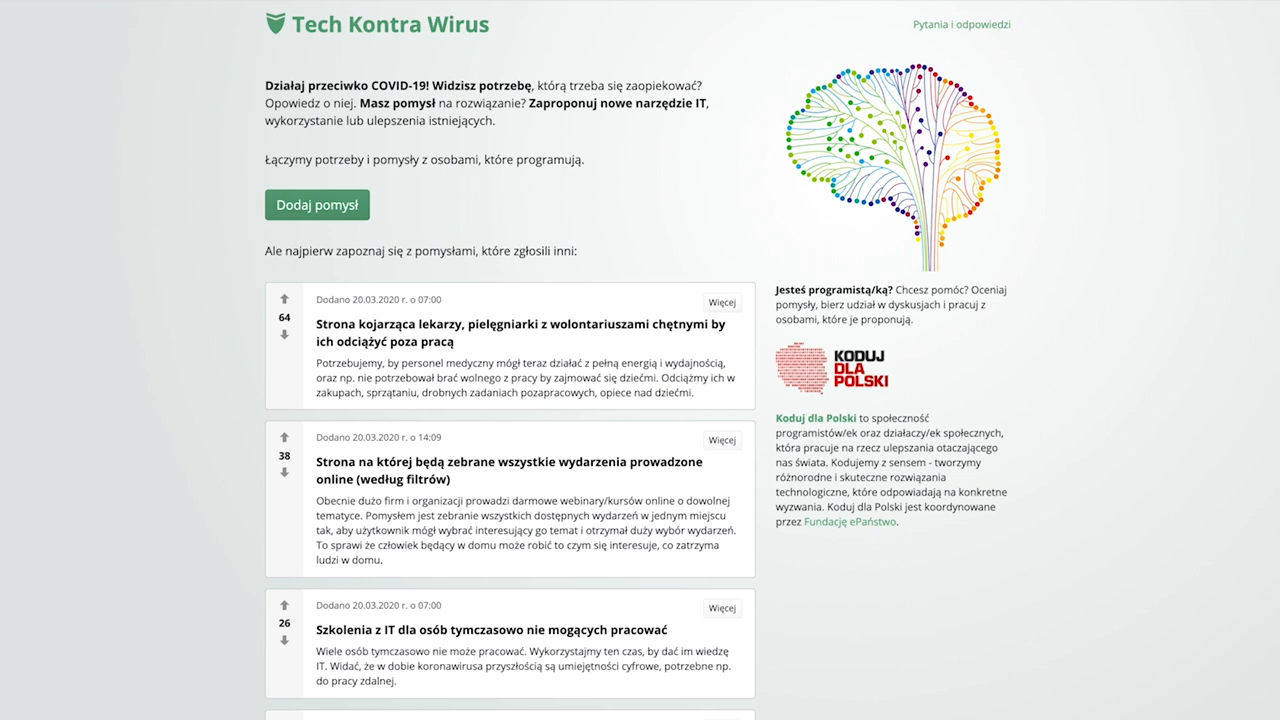 Tech Kontra Wirus
Pytania i odpowiedzi
Działaj przeciwko COVID-19! Widzisz potrzebę, którą trzeba się zaopiekować?
Opowiedz o niej. Masz pomysł na rozwiązanie? Zaproponuj nowe narzędzie IT,
wykorzystanie lub ulepszenia istniejących.
Łączymy potrzeby i pomysły z osobami, które programują.
Dodaj pomysł
Ale najpierw zapoznaj się z pomysłami, które zgłosili inni:
64
Dodano 20.03.2020 r. o 07:00
Więcej
Strona kojarząca lekarzy, pielęgniarki z wolontariuszami chętnymi by
ich odciążyć poza pracą
Potrzebujemy, by personel medyczny mógł teraz działać z pełną energią i wydajnością,
oraz np. nie potrzebował brać wolnego z pracy by zajmować się dziećmi. Odciążmy ich w
zakupach, sprzątaniu, drobnych zadaniach pozapracowych, opiece nad dziećmi.
38
Dodano 20.03.2020 r. o 14:09
Więcej
Strona na której będą zebrane wszystkie wydarzenia prowadzone
online (według filtrów)
Obecnie dużo firm i organizacji prowadzi darmowe webinary/kursów online o dowolnej
tematyce. Pomysłem jest zebranie wszystkich dostępnych wydarzeń w jednym miejscu
tak, aby użytkownik mógł wybrać interesujący go temat i otrzymał duży wybór wydarzeń.
To sprawi że człowiek będący w domu może robić to czym się interesuje, co zatrzyma
ludzi w domu.
26
Dodano 20.03.2020 r. o 07:00
Więcej
Szkolenia z IT dla osób tymczasowo nie mogących pracować
Wiele osób tymczasowo nie może pracować. Wykorzystajmy ten czas, by dać im wiedzę
IT. Widać, że w dobie koronawirusa przyszłością są umiejętności cyfrowe, potrzebne np.
do pracy zdalnej.
Jesteś programistą/ką? Chcesz pomóc? Oceniaj
pomysły, bierz udział w dyskusjach i pracuj z
osobami, które je proponują.
KODUJ
DLA
POLSKI
Koduj dla Polski to społeczność
programistów/ek oraz działaczy/ek społecznych,
która pracuje na rzecz ulepszania otaczającego
nas świata. Kodujemy z sensem - tworzymy
różnorodne i skuteczne rozwiązania
technologiczne, które odpowiadają na konkretne
wyzwania. Koduj dla Polski jest koordynowane
przez Fundację ePaństwo.